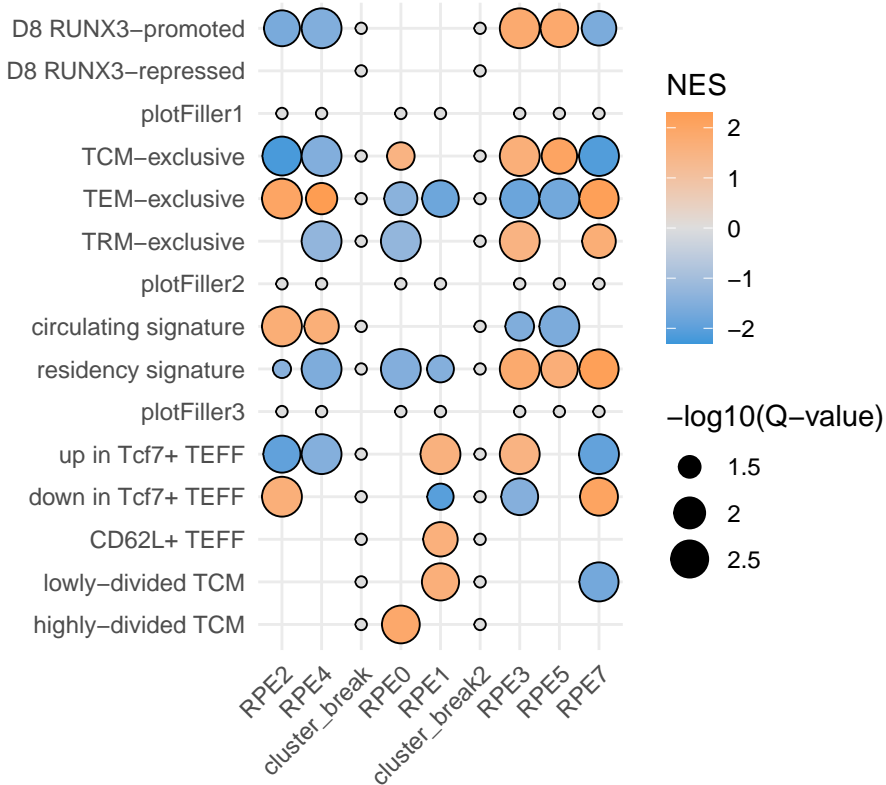 D8 RUNX3−promoted
D8 RUNX3−repressed
plotFiller1
TCM−exclusive
TEM−exclusive
TRM−exclusive
plotFiller2
circulating signature
residency signature
plotFiller3
up in Tcf7+ TEFF
down in Tcf7+ TEFF
CD62L+ TEFF
lowly−divided TCM
highly−divided TCM
RPE2
RPE4
cluster_break
RPE0
RPE1
cluster_break2
RPE3
RPE5
RPE7
NES
2
1
0
−1
−2
−log10(Q−value)
1.5
2
2.5